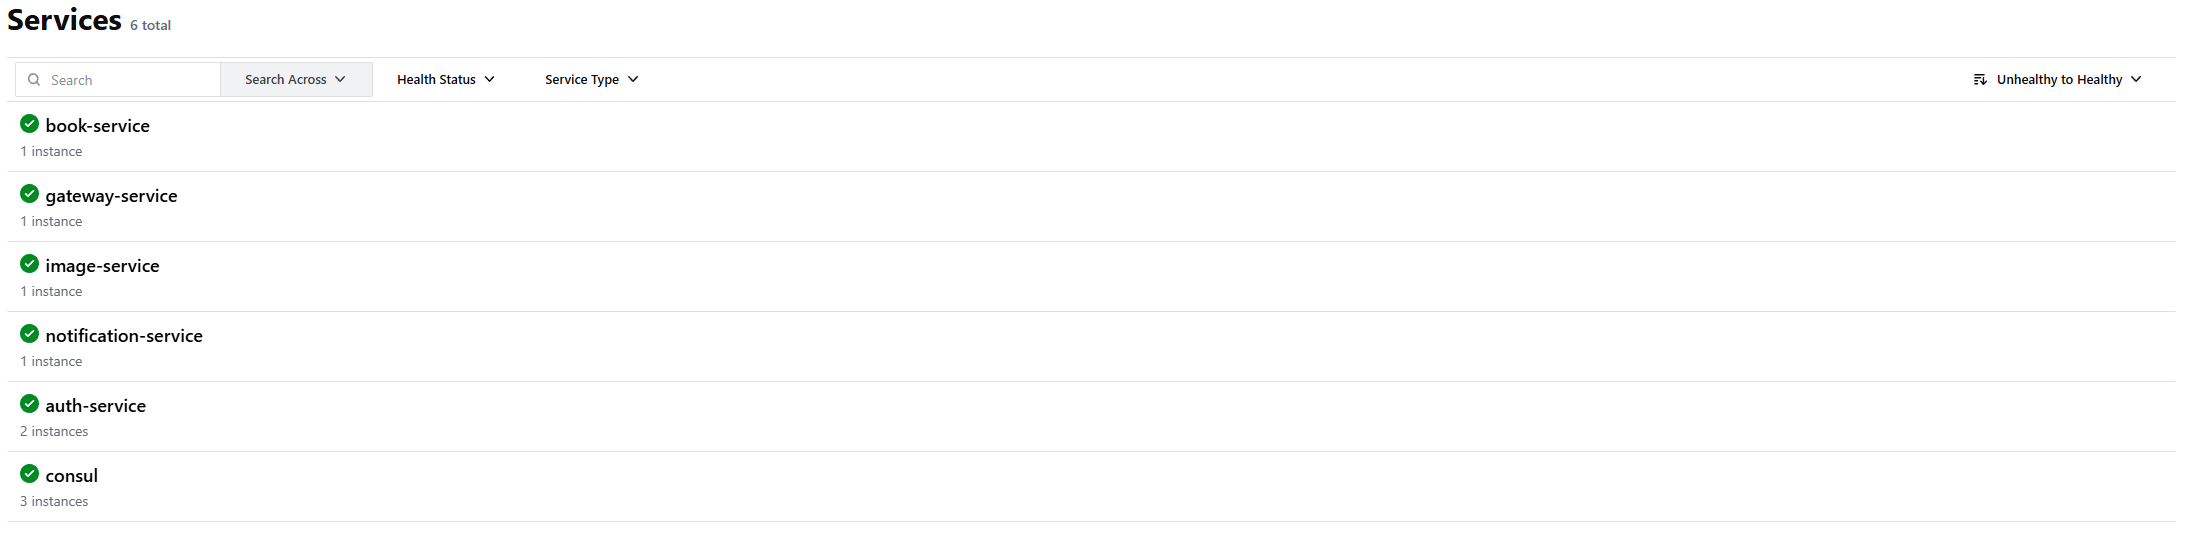 Services 6 total
Search Search Across Health Status Service Type Unhealthy to Healthy
book-service
1 instance
gateway-service
1 instance
image-service
1 instance
notification-service
1 instance
auth-service
2 instances
consul
3 instances